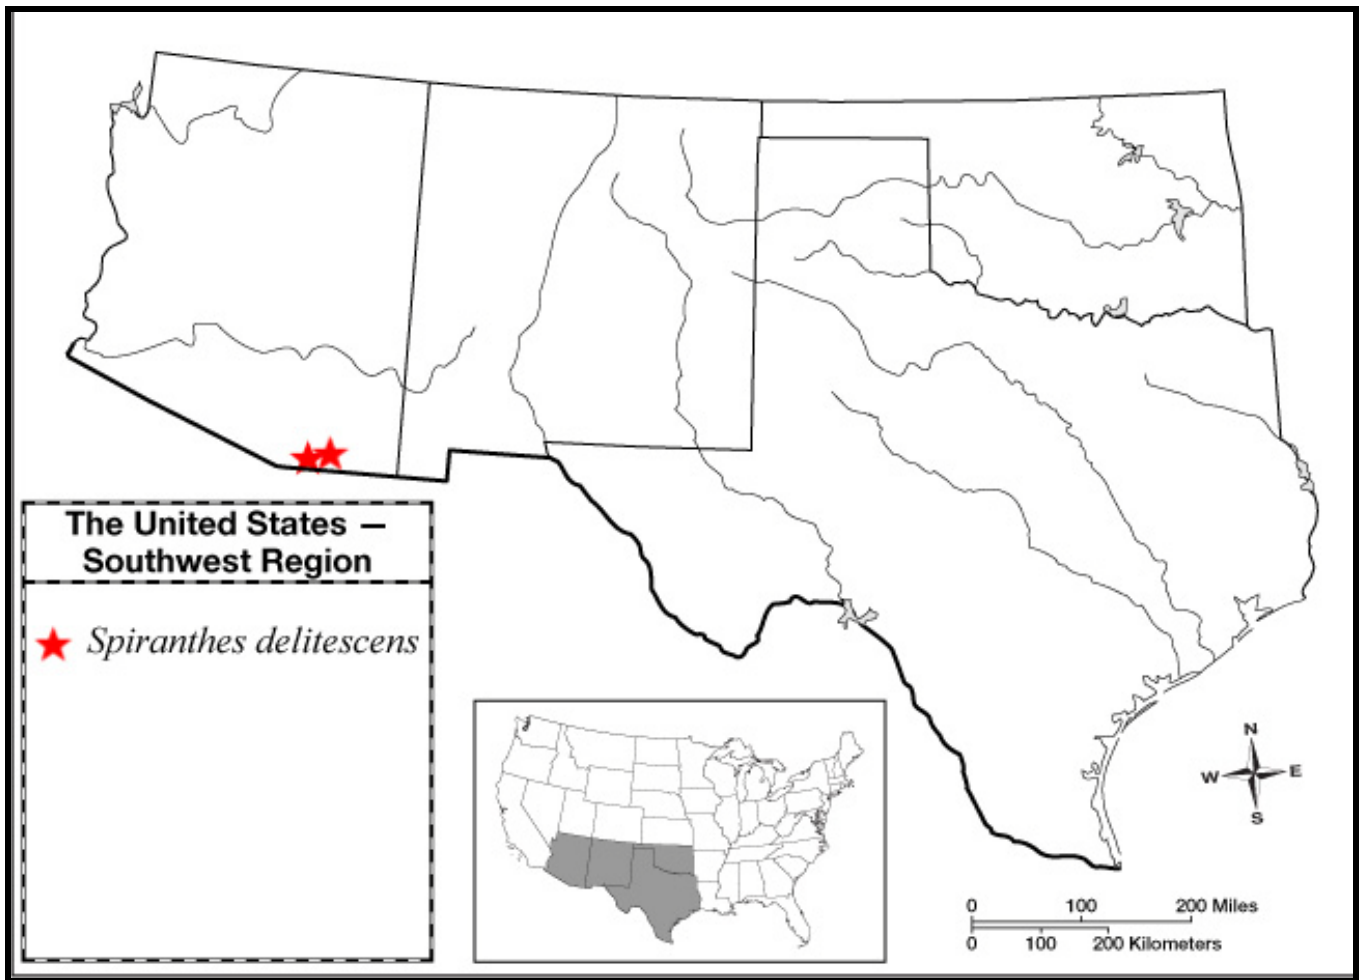 The United States —
Southwest Region
Spiranthes delitescens
N
W E
S
0 100 200 Miles
0 100 200 Kilometers